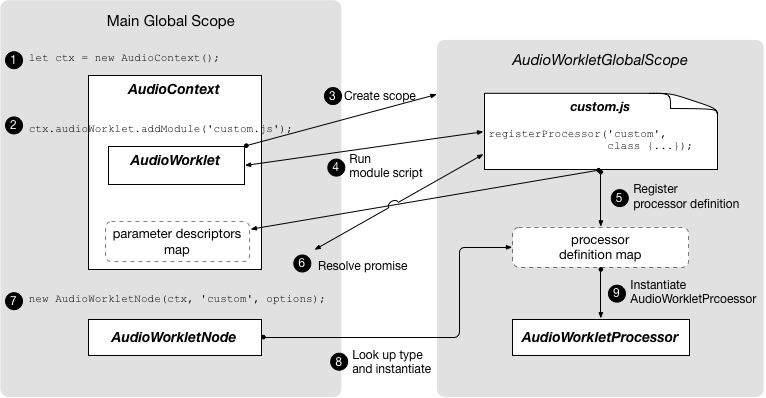 Main Global Scope
1 let ctx = new AudioContext();
AudioContext
2 ctx.audioWorklet.addModule('custom.js');
AudioWorklet
parameter descriptors
map
7 new AudioWorkletNode(ctx, 'custom', options);
AudioWorkletNode
3 Create scope
4 Run
module script
6 Resolve promise
8 Look up type
and instantiate
AudioWorkletGlobalScope
custom.js
registerProcessor('custom',
class {...});
5 Register
processor definition
processor
definition map
9 Instantiate
AudioWorkletPrcoessor
AudioWorkletProcessor